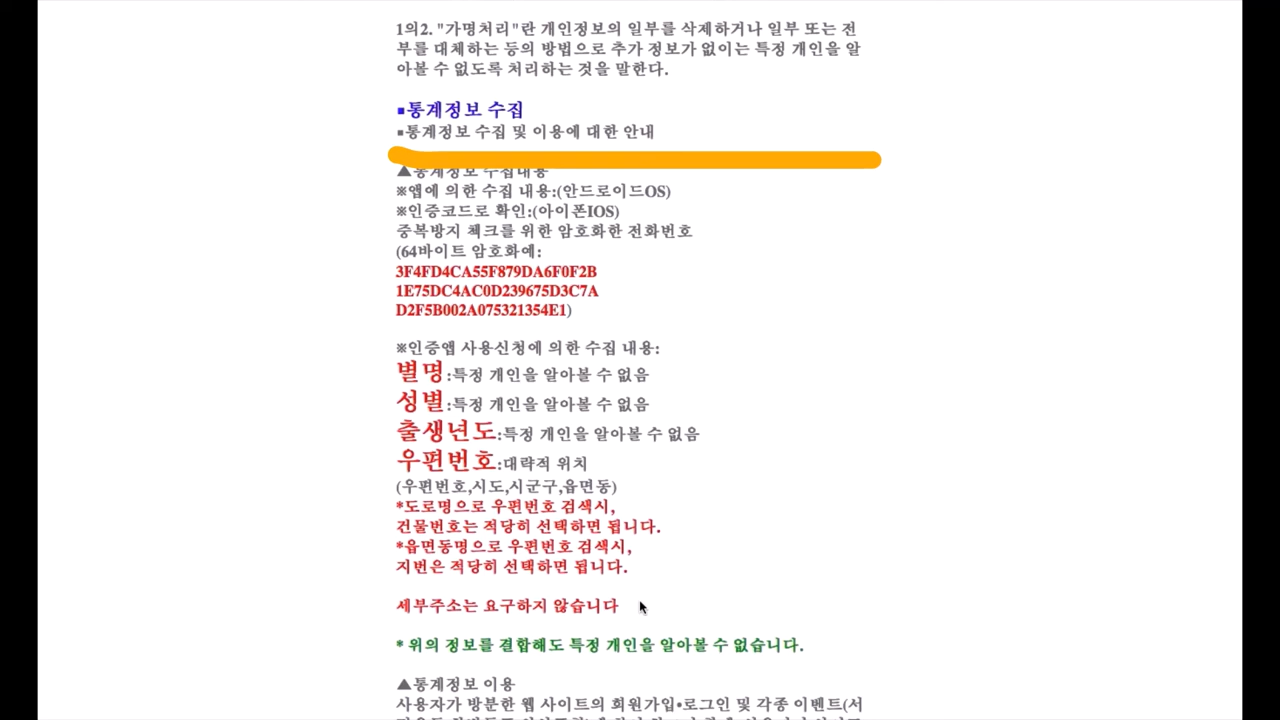 1의2. "가명처리"란 개인정보의 일부를 삭제하거나 일부 또는 전
부를 대체하는 등의 방법으로 추가 정보가 없이는 특정 개인을 알
아볼 수 없도록 처리하는 것을 말한다.
▪통계정보 수집
▪통계정보 수집 및 이용에 대한 안내
▲통계정보 수집내용
※앱에 의한 수집 내용:(안드로이드OS)
※인증코드로 확인:(아이폰IOS)
중복방지 체크를 위한 암호화한 전화번호
(64바이트 암호화예:
3F4FD4CA55F879DA6F0F2B
1E75DC4AC0D239675D3C7A
D2F5B002A075321354E1)
※인증앱 사용신청에 의한 수집 내용:
별명:특정 개인을 알아볼 수 없음
성별:특정 개인을 알아볼 수 없음
출생년도:특정 개인을 알아볼 수 없음
우편번호:대략적 위치
(우편번호,시도,시군구,읍면동)
*도로명으로 우편번호 검색시,
건물번호는 적당히 선택하면 됩니다.
*읍면동명으로 우편번호 검색시,
지번은 적당히 선택하면 됩니다.
세부주소는 요구하지 않습니다
* 위의 정보를 결합해도 특정 개인을 알아볼 수 없습니다.
▲통계정보 이용
사용자가 방분한 웹 사이트의 회원가입•로그인 및 각종 이벤트(서